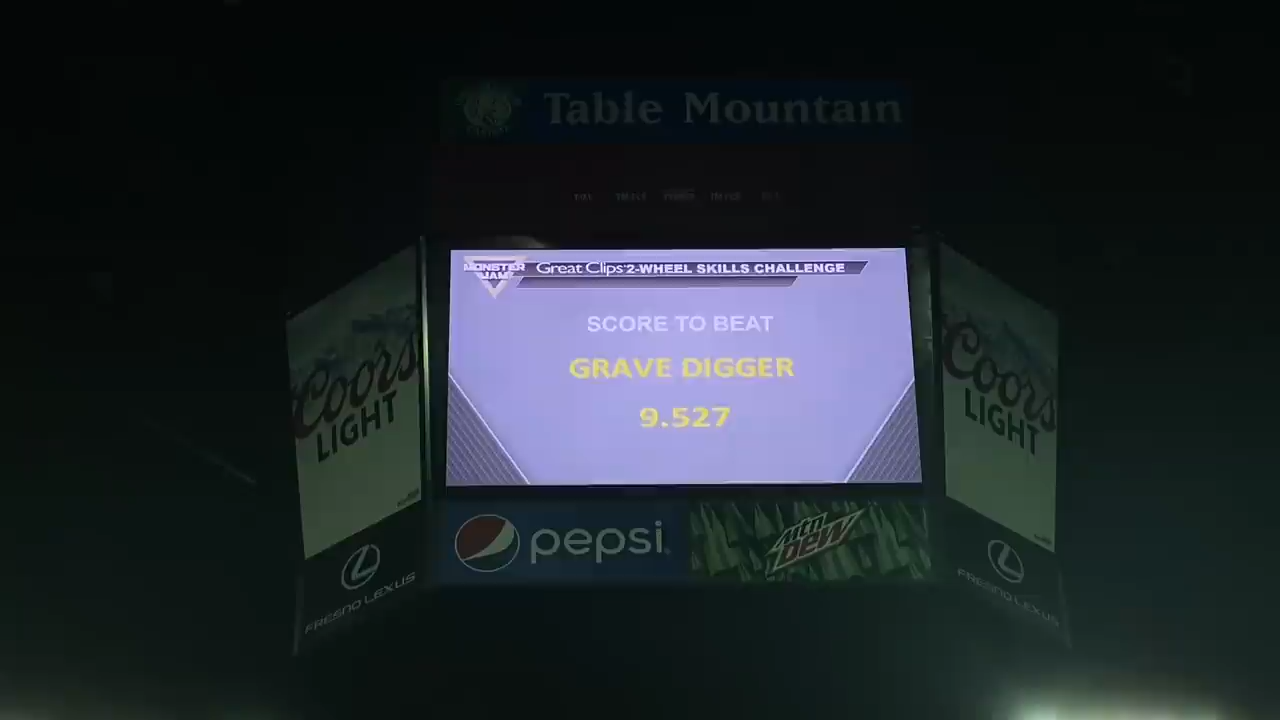 Table Mountain
MONSTER
JAM
Great Clips 2-WHEEL SKILLS CHALLENGE
SCORE TO BEAT
GRAVE DIGGER
9.527
Coors
LIGHT
Coors
LIGHT
pepsi
mtn
DEW
FRESNO LEXUS
FRESNO LEXUS